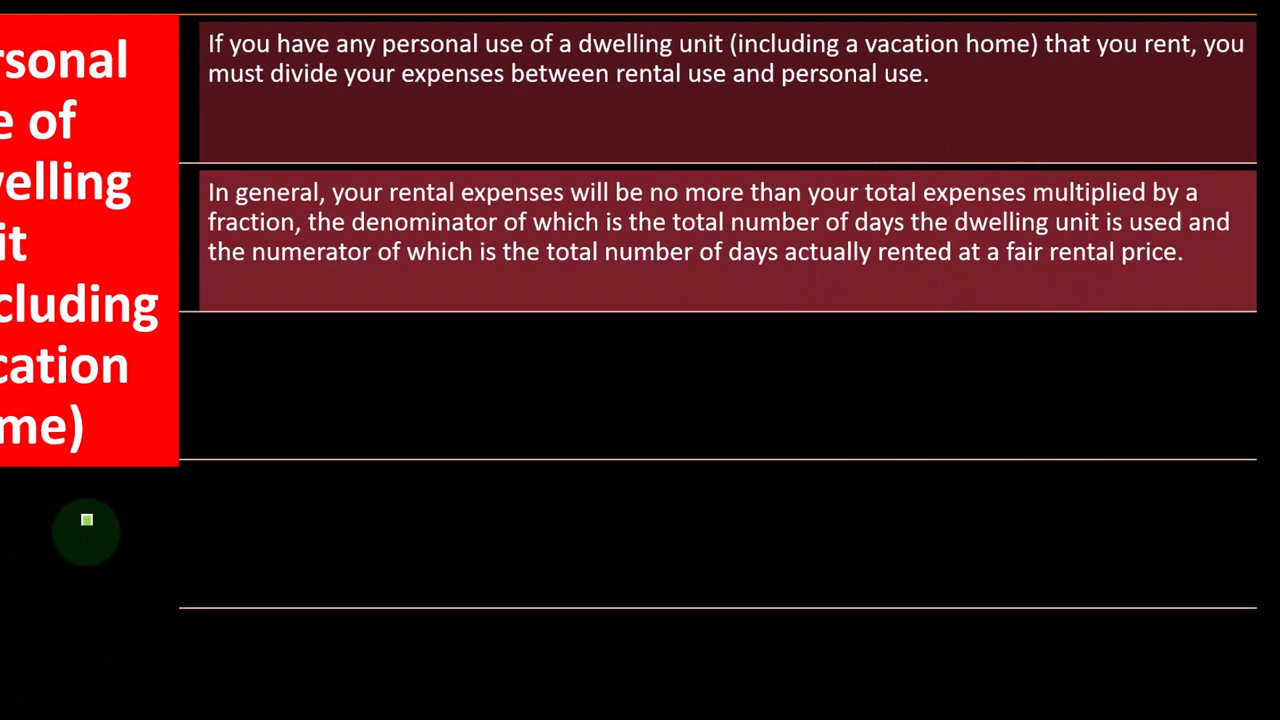 rsonal
e of
elling
it
cluding
cation
me)
If you have any personal use of a dwelling unit (including a vacation home) that you rent, you
must divide your expenses between rental use and personal use.
In general, your rental expenses will be no more than your total expenses multiplied by a
fraction, the denominator of which is the total number of days the dwelling unit is used and
the numerator of which is the total number of days actually rented at a fair rental price.